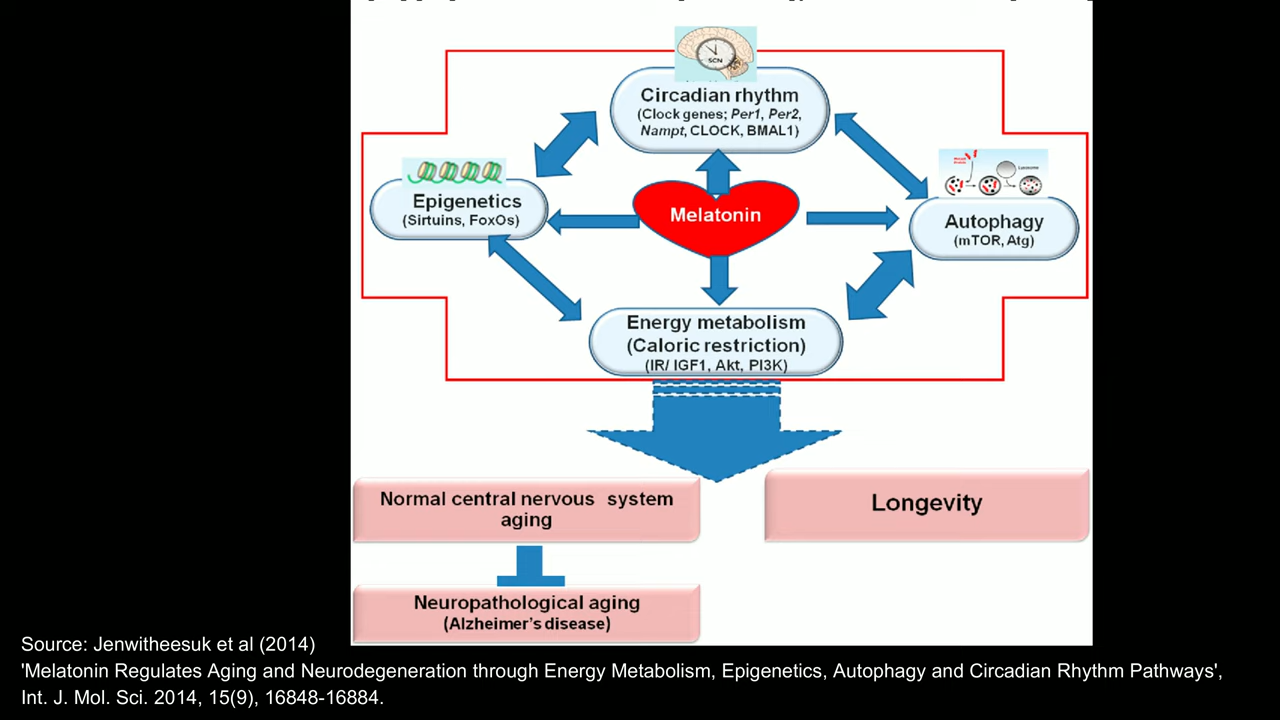 SCN
Circadian rhythm
(Clock genes; Per1, Per2,
Nampt, CLOCK, BMAL1)
Epigenetics
(Sirtuins, FoxOs)
Melatonin
Lysosome
Autophagy
(mTOR, Atg)
Energy metabolism
(Caloric restriction)
(IR/ IGF1, Akt, PI3K)
Normal central nervous system
aging
Longevity
Neuropathological aging
(Alzheimer's disease)
Source: Jenwitheesuk et al (2014)
'Melatonin Regulates Aging and Neurodegeneration through Energy Metabolism, Epigenetics, Autophagy and Circadian Rhythm Pathways',
Int. J. Mol. Sci. 2014, 15(9), 16848-16884.